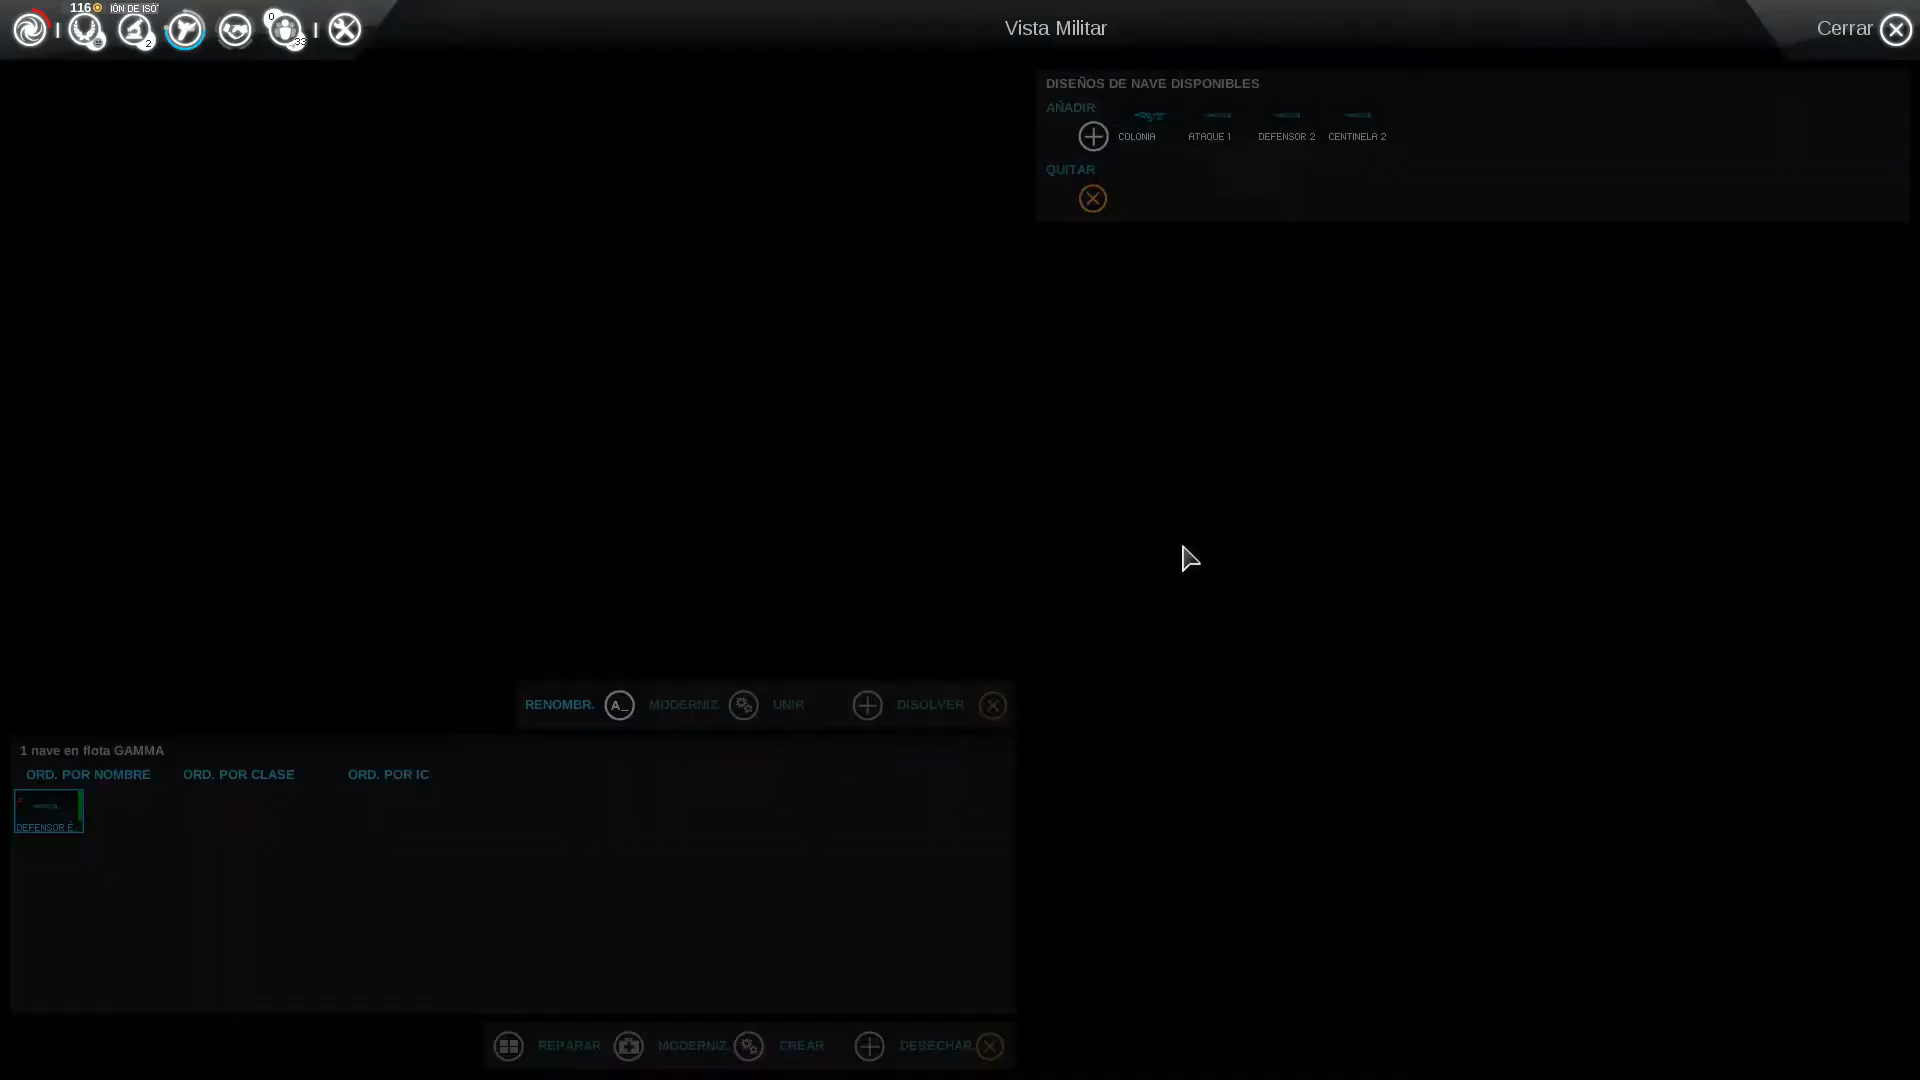 116 IÓN DE ISÓ
0
2
33
Vista Militar
Cerrar
DISEÑOS DE NAVE DISPONIBLES
AÑADIR
COLONIA ATAQUE 1 DEFENSOR 2 CENTINELA 2
QUITAR
RENOMBR. A_ MODERNIZ. UNIR DISOLVER
1 nave en flota GAMMA
ORD. POR NOMBRE ORD. POR CLASE ORD. POR IC
DEFENSOR E.
REPARAR MODERNIZ. CREAR DESECHAR